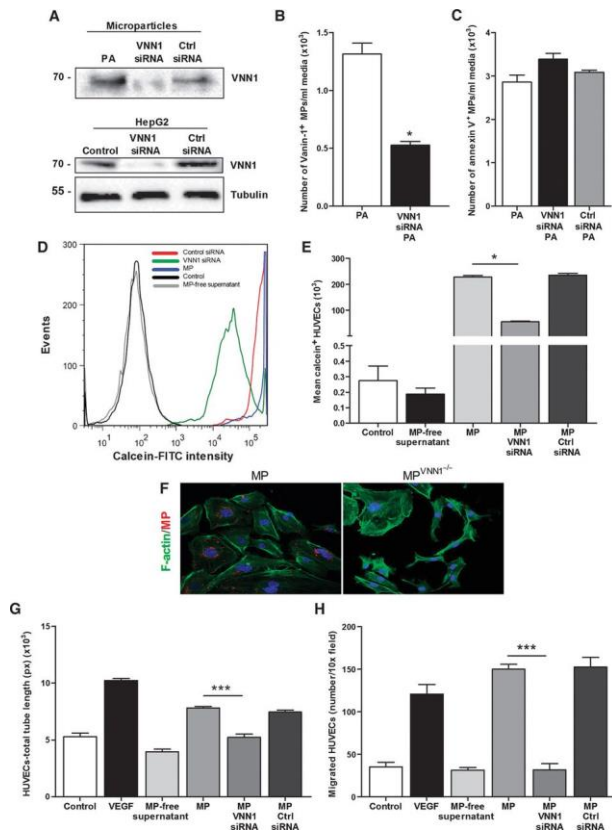 A
Microparticles
PA
VNN1 siRNA
Ctrl siRNA
70 -
VNN1
HepG2
Control
VNN1 siRNA
Ctrl siRNA
70 -
VNN1
55 -
Tubulin
B
Number of Vanin-1+ MPs/ml media (x10³)
1.5
1.0
0.5
0.0
*
PA
VNN1 siRNA PA
C
Number of annexin V+ MPs/ml media (x10³)
4
3
2
1
0
PA
VNN1 siRNA PA
Ctrl siRNA PA
D
Events
300
200
100
0
Control siRNA
VNN1 siRNA
MP
Control
MP-free supernatant
10¹
10²
10³
10⁴
10⁵
Calcein-FITC intensity
E
Mean calcein+ HUVECs (10³)
300
200
100
0.5
0.4
0.3
0.2
0.1
0.0
*
Control
MP-free supernatant
MP
MP VNN1 siRNA
MP Ctrl siRNA
F
F-actin/MP
MP
MP^VNN1−/−
G
HUVECs-total tube length (px) (x10³)
15
10
5
0
***
Control
VEGF
MP-free supernatant
MP
MP VNN1 siRNA
MP Ctrl siRNA
H
Migrated HUVECs (number/10x field)
200
150
100
50
0
***
Control
VEGF
MP-free supernatant
MP
MP VNN1 siRNA
MP Ctrl siRNA